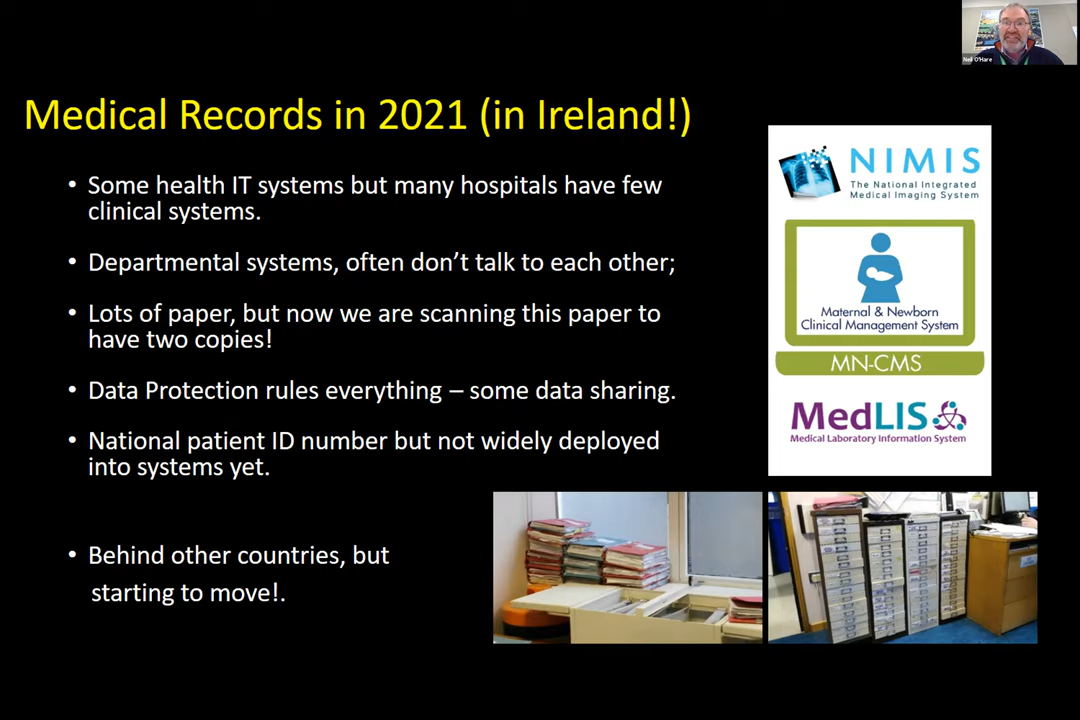 Neil O'Hare
Medical Records in 2021 (in Ireland!)
• Some health IT systems but many hospitals have few
clinical systems.
• Departmental systems, often don't talk to each other;
• Lots of paper, but now we are scanning this paper to
have two copies!
• Data Protection rules everything – some data sharing.
• National patient ID number but not widely deployed
into systems yet.
• Behind other countries, but
starting to move!.
NIMIS
The National Integrated
Medical Imaging System
Maternal & Newborn
Clinical Management System
MN-CMS
MedLIS
Medical Laboratory Information System